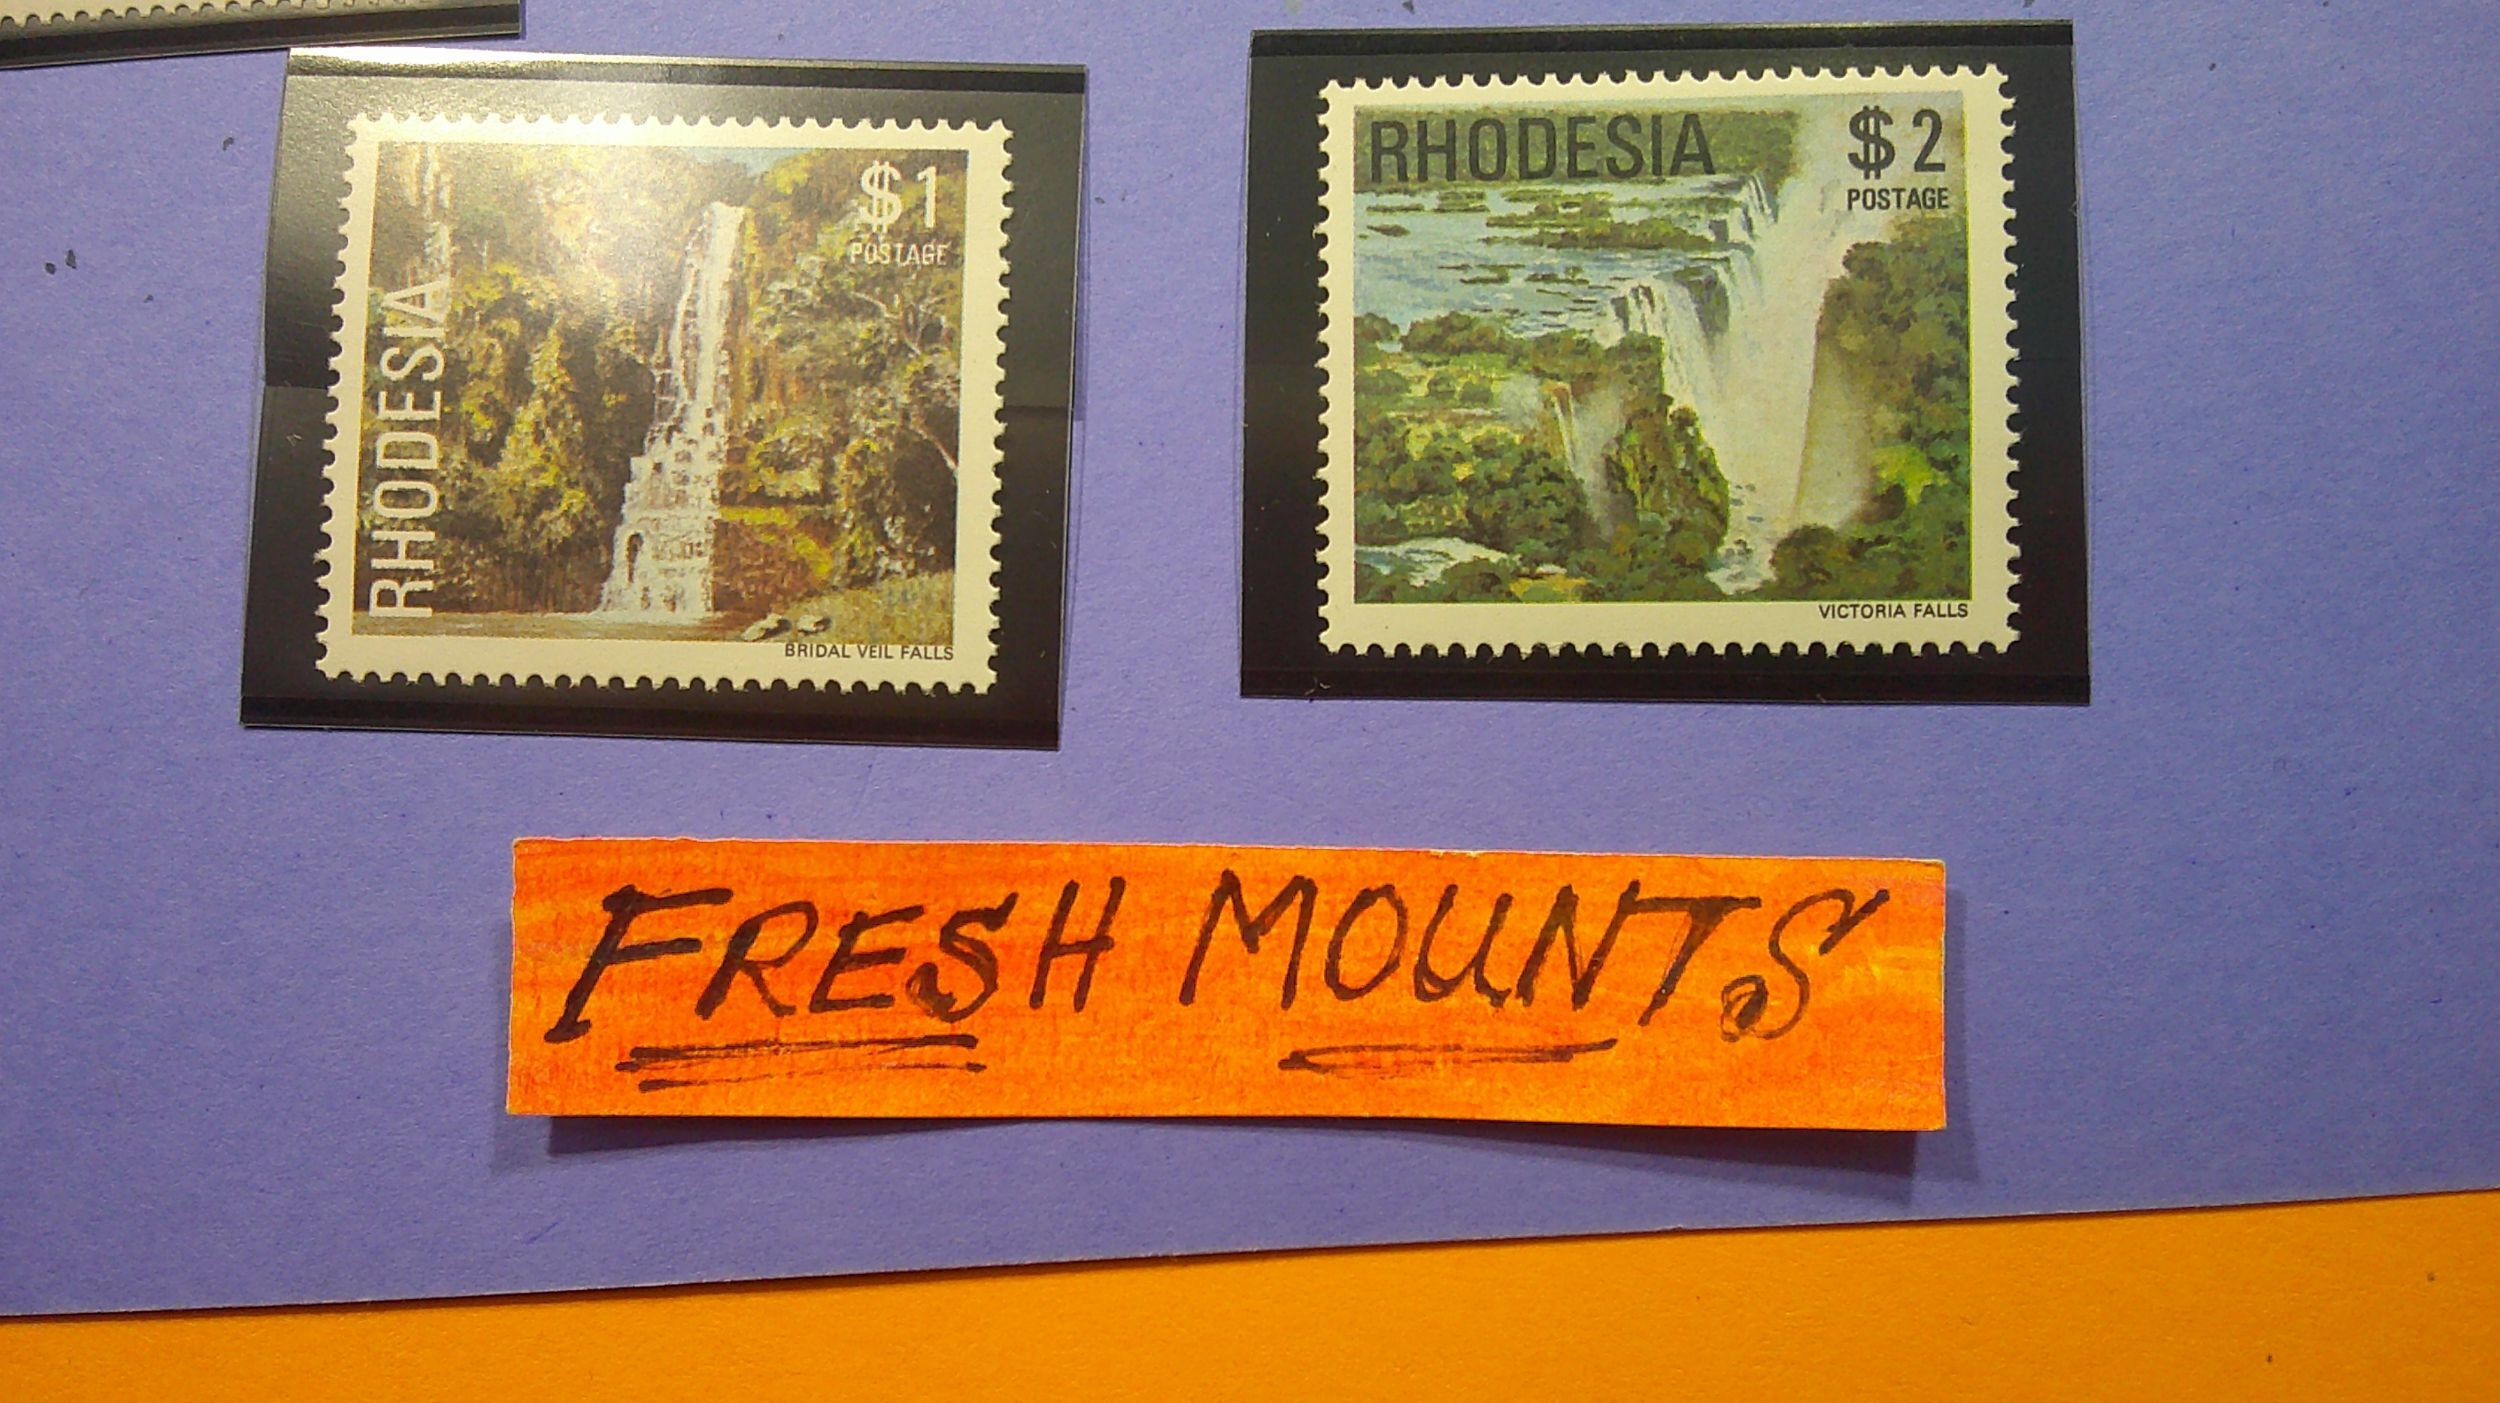 $1
POSTAGE
RHODESIA
BRIDAL VEIL FALLS
RHODESIA
$2
POSTAGE
VICTORIA FALLS
FRESH MOUNTS